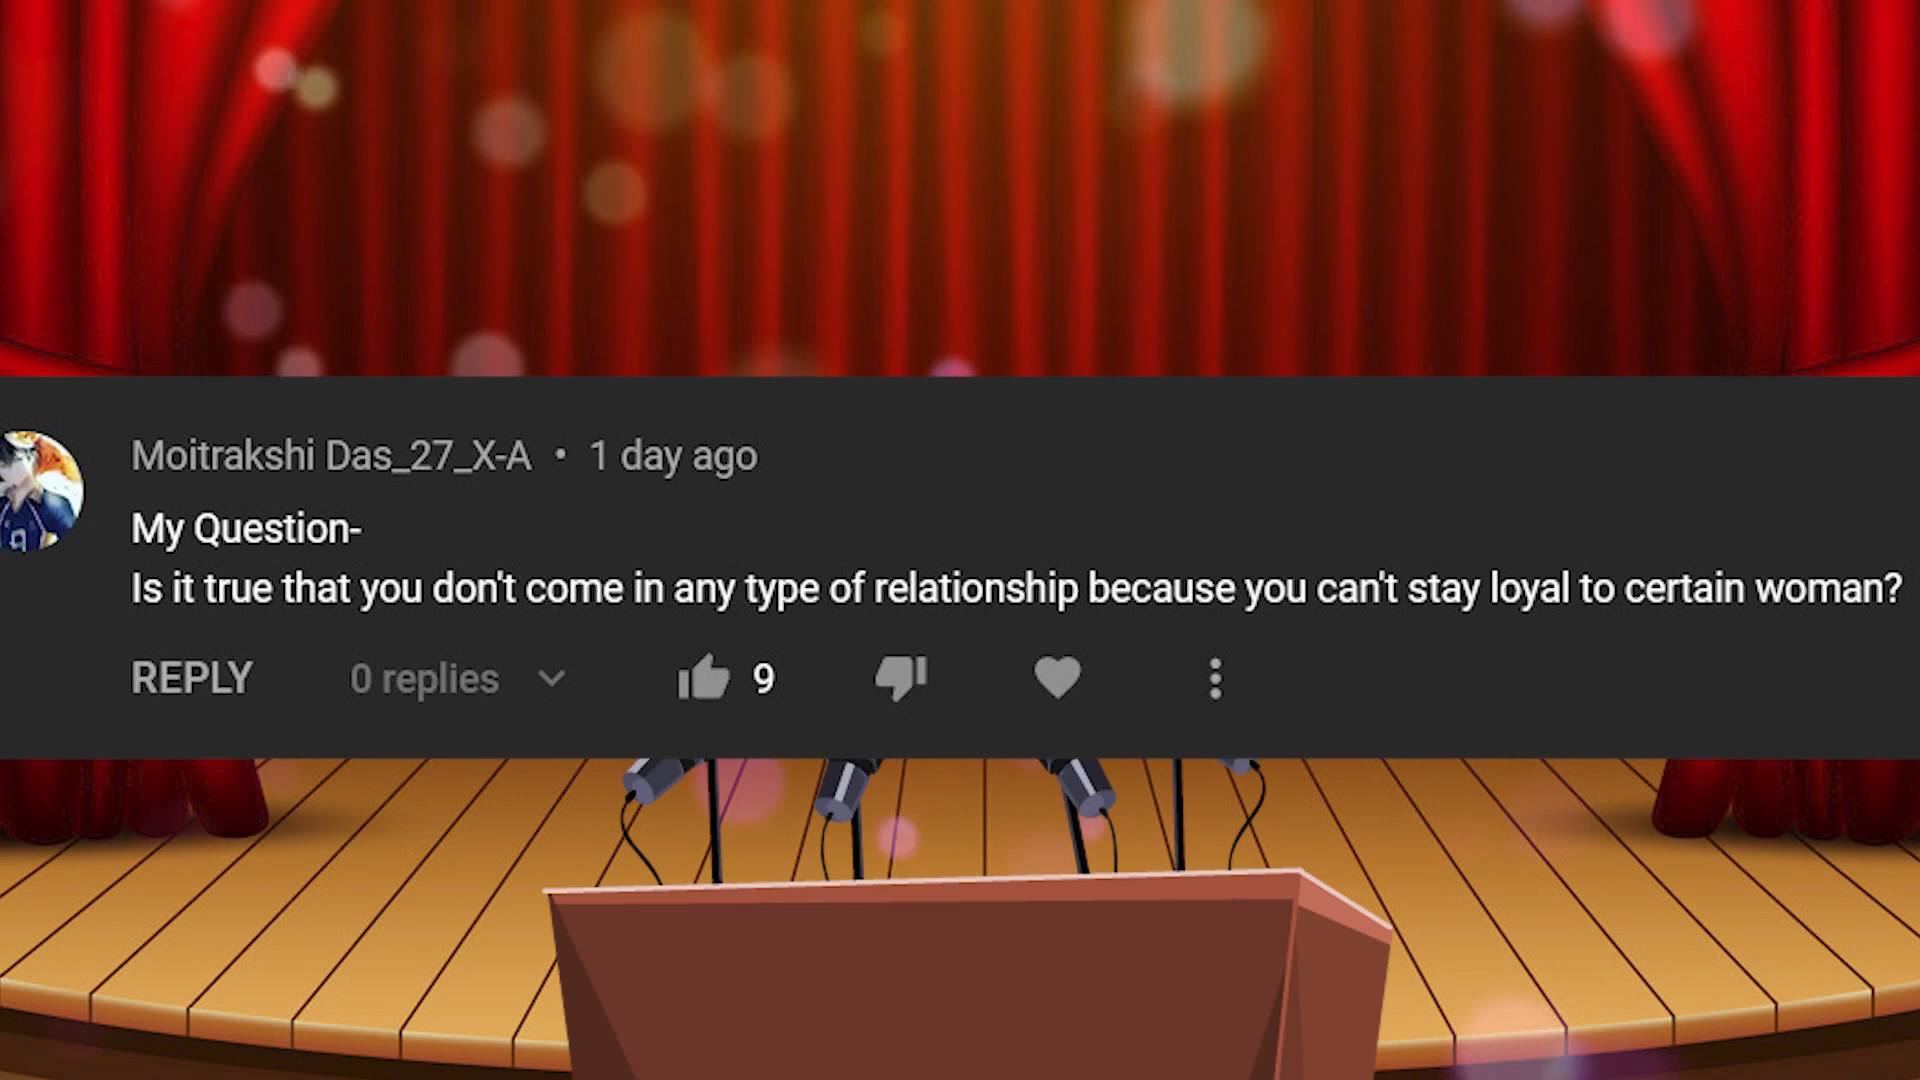 Moitrakshi Das_27_X-A • 1 day ago
My Question-
Is it true that you don't come in any type of relationship because you can't stay loyal to certain woman?
REPLY 0 replies 9